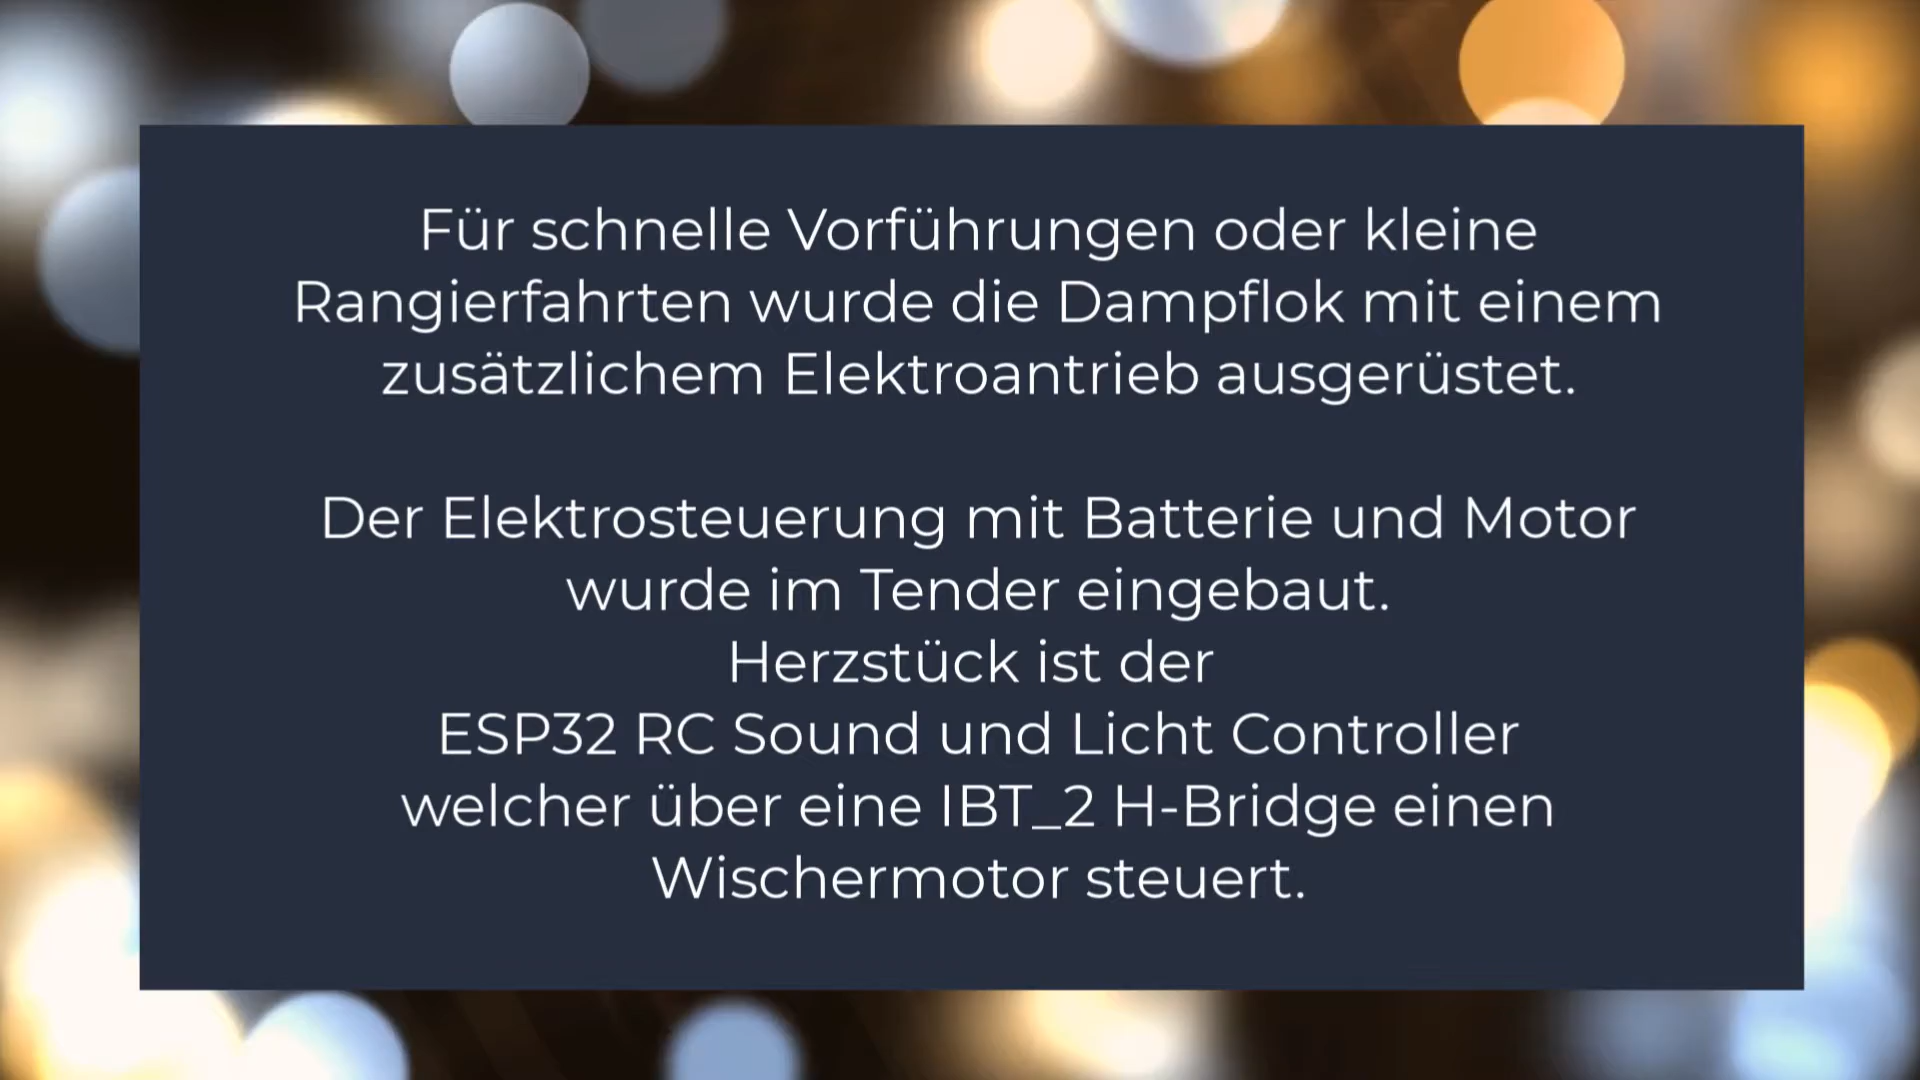 Für schnelle Vorführungen oder kleine
Rangierfahrten wurde die Dampflok mit einem
zusätzlichem Elektroantrieb ausgerüstet.
Der Elektrosteuerung mit Batterie und Motor
wurde im Tender eingebaut.
Herzstück ist der
ESP32 RC Sound und Licht Controller
welcher über eine IBT_2 H-Bridge einen
Wischermotor steuert.